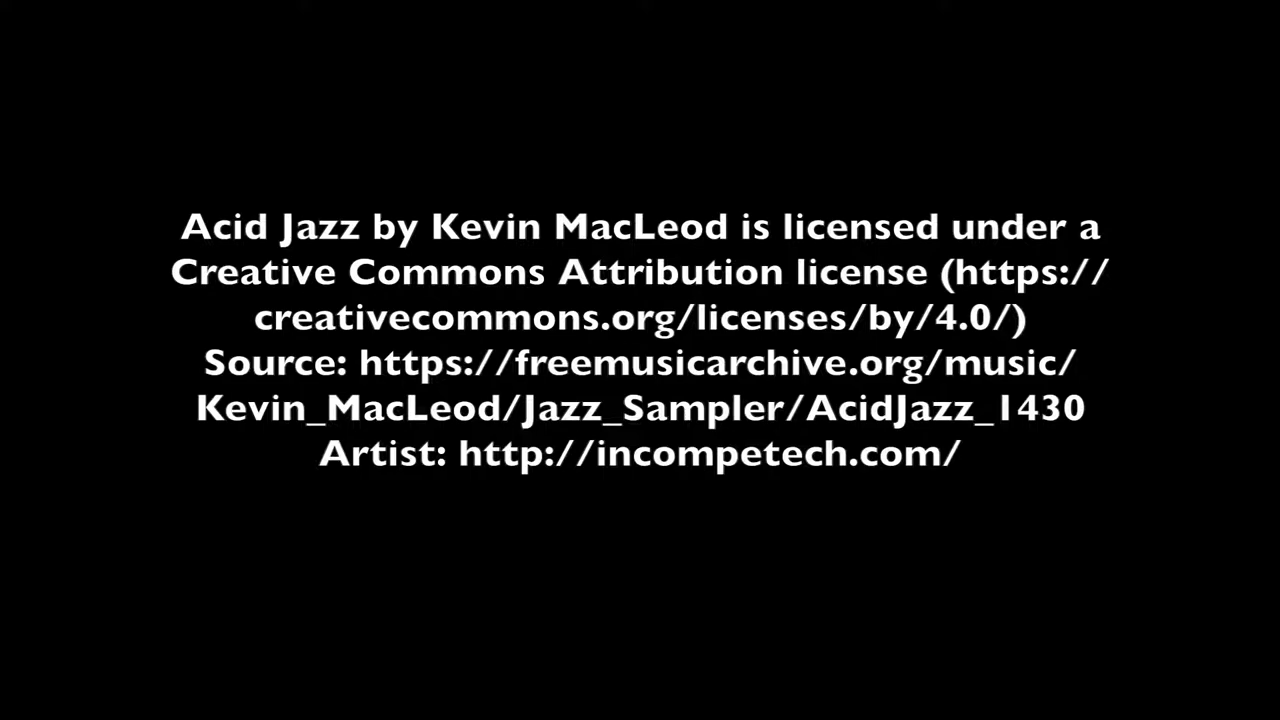 Acid Jazz by Kevin MacLeod is licensed under a
Creative Commons Attribution license (https://
creativecommons.org/licenses/by/4.0/)
Source: https://freemusicarchive.org/music/
Kevin_MacLeod/Jazz_Sampler/AcidJazz_1430
Artist: http://incompetech.com/